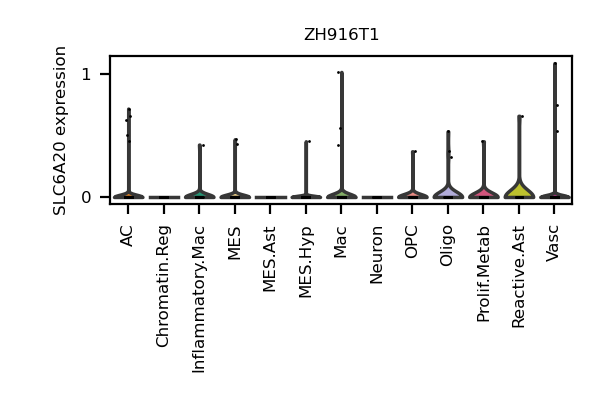 ZH916T1
SLC6A20 expression
1
0
AC
Chromatin.Reg
Inflammatory.Mac
MES
MES.Ast
MES.Hyp
Mac
Neuron
OPC
Oligo
Prolif.Metab
Reactive.Ast
Vasc